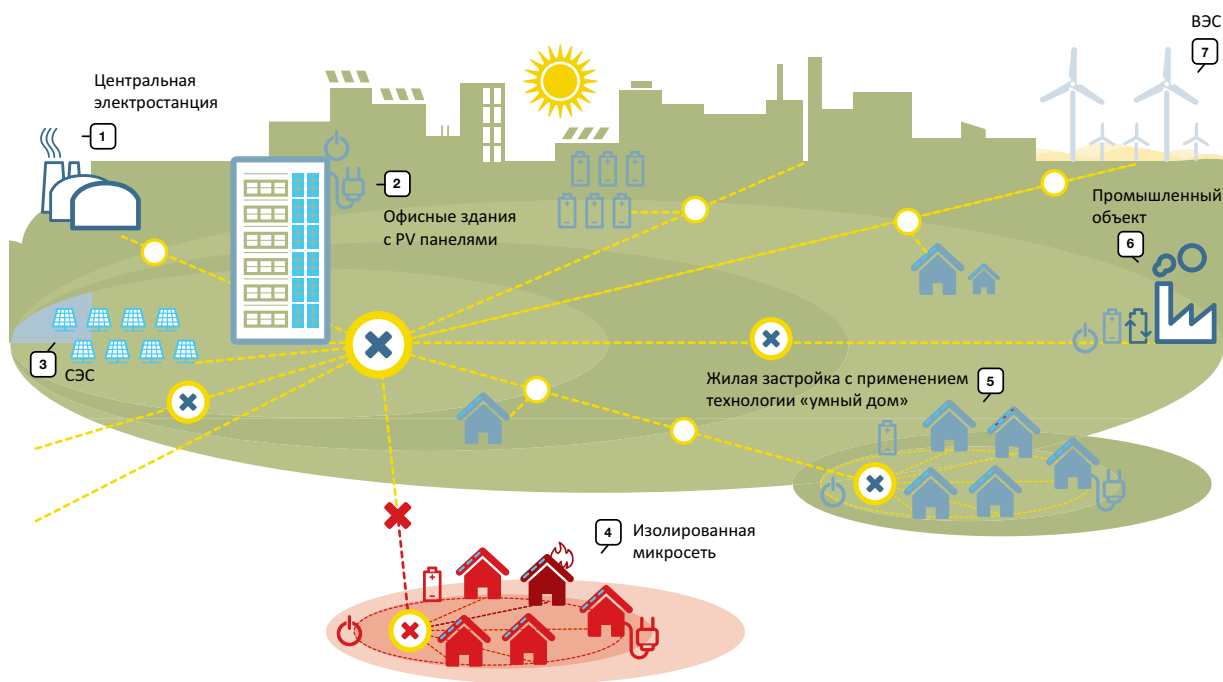 Центральная
электростанция
1
2
Офисные здания
с PV панелями
3
СЭС
4
Изолированная
микросеть
Жилая застройка с применением
технологии «умный дом»
5
Промышленный
объект
6
ВЭС
7